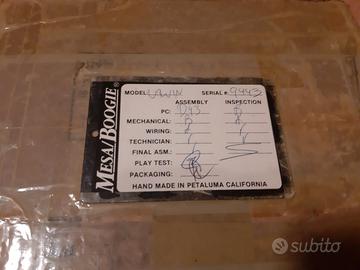 MESA/BOOGIE®
MODEL: SERIAL #: 9443
ASSEMBLY INSPECTION
PC:
MECHANICAL:
WIRING:
TECHNICIAN:
FINAL ASM.:
PLAY TEST:
PACKAGING:
HAND MADE IN PETALUMA CALIFORNIA
subito